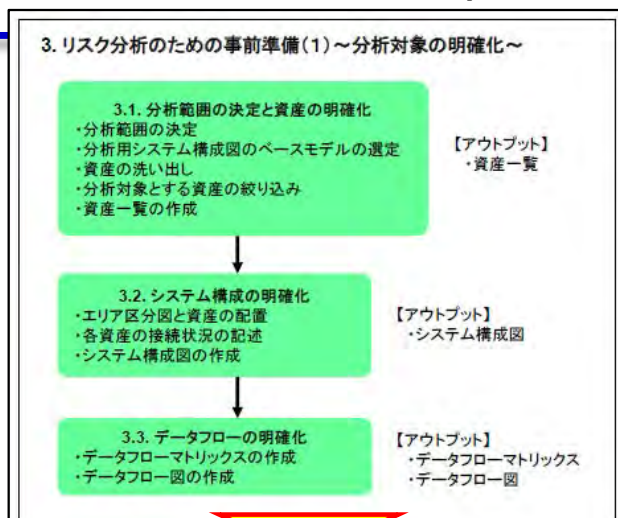 3. リスク分析のための事前準備(1)～分析対象の明確化～
3.1. 分析範囲の決定と資産の明確化
・分析範囲の決定
・分析用システム構成図のベースモデルの選定
・資産の洗い出し
・分析対象とする資産の絞り込み
・資産一覧の作成
【アウトプット】
・資産一覧
3.2. システム構成の明確化
・エリア区分図と資産の配置
・各資産の接続状況の記述
・システム構成図の作成
【アウトプット】
・システム構成図
3.3. データフローの明確化
・データフローマトリックスの作成
・データフロー図の作成
【アウトプット】
・データフローマトリックス
・データフロー図